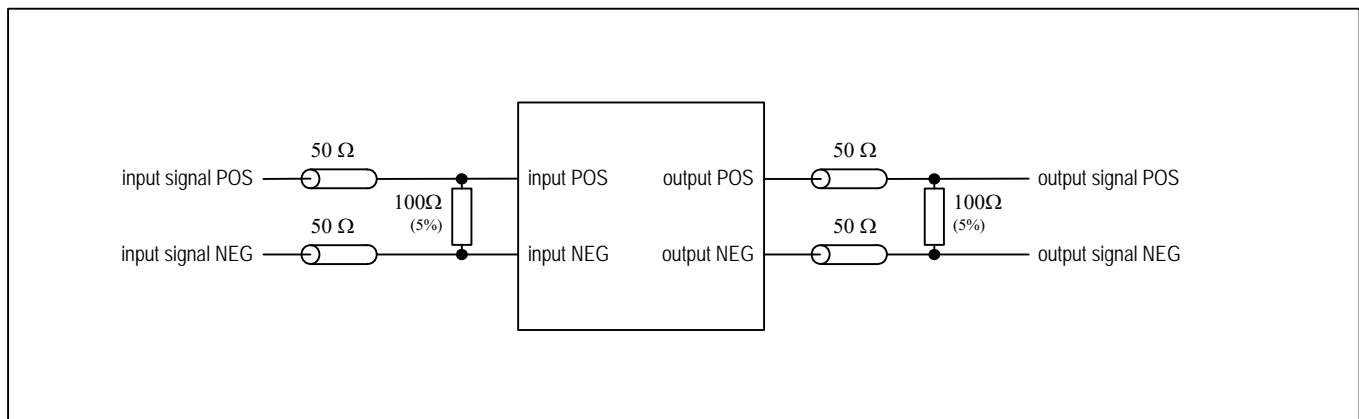 50 Ω
50 Ω
input signal POS
input POS
output POS
output signal POS
100Ω
(5%)
100Ω
(5%)
50 Ω
50 Ω
input signal NEG
input NEG
output NEG
output signal NEG